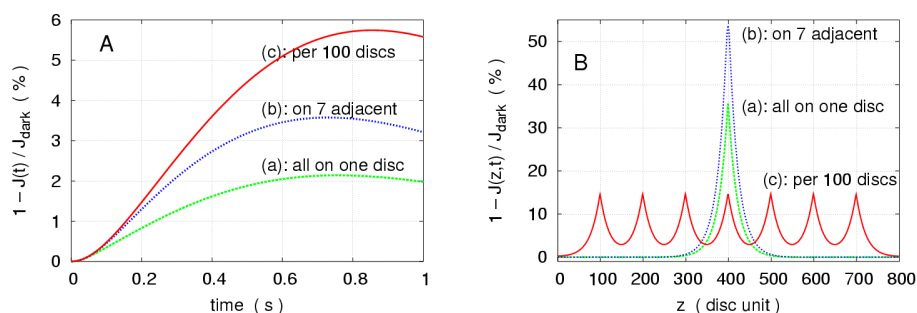 A
(c): per 100 discs
(b): on 7 adjacent
(a): all on one disc
1 − J(t) / J_dark ( % )
6
5
4
3
2
1
0
0 0.2 0.4 0.6 0.8 1
time ( s )
B
(b): on 7 adjacent
(a): all on one disc
(c): per 100 discs
1 − J(z,t) / J_dark ( % )
50
40
30
20
10
0
0 100 200 300 400 500 600 700 800
z ( disc unit )